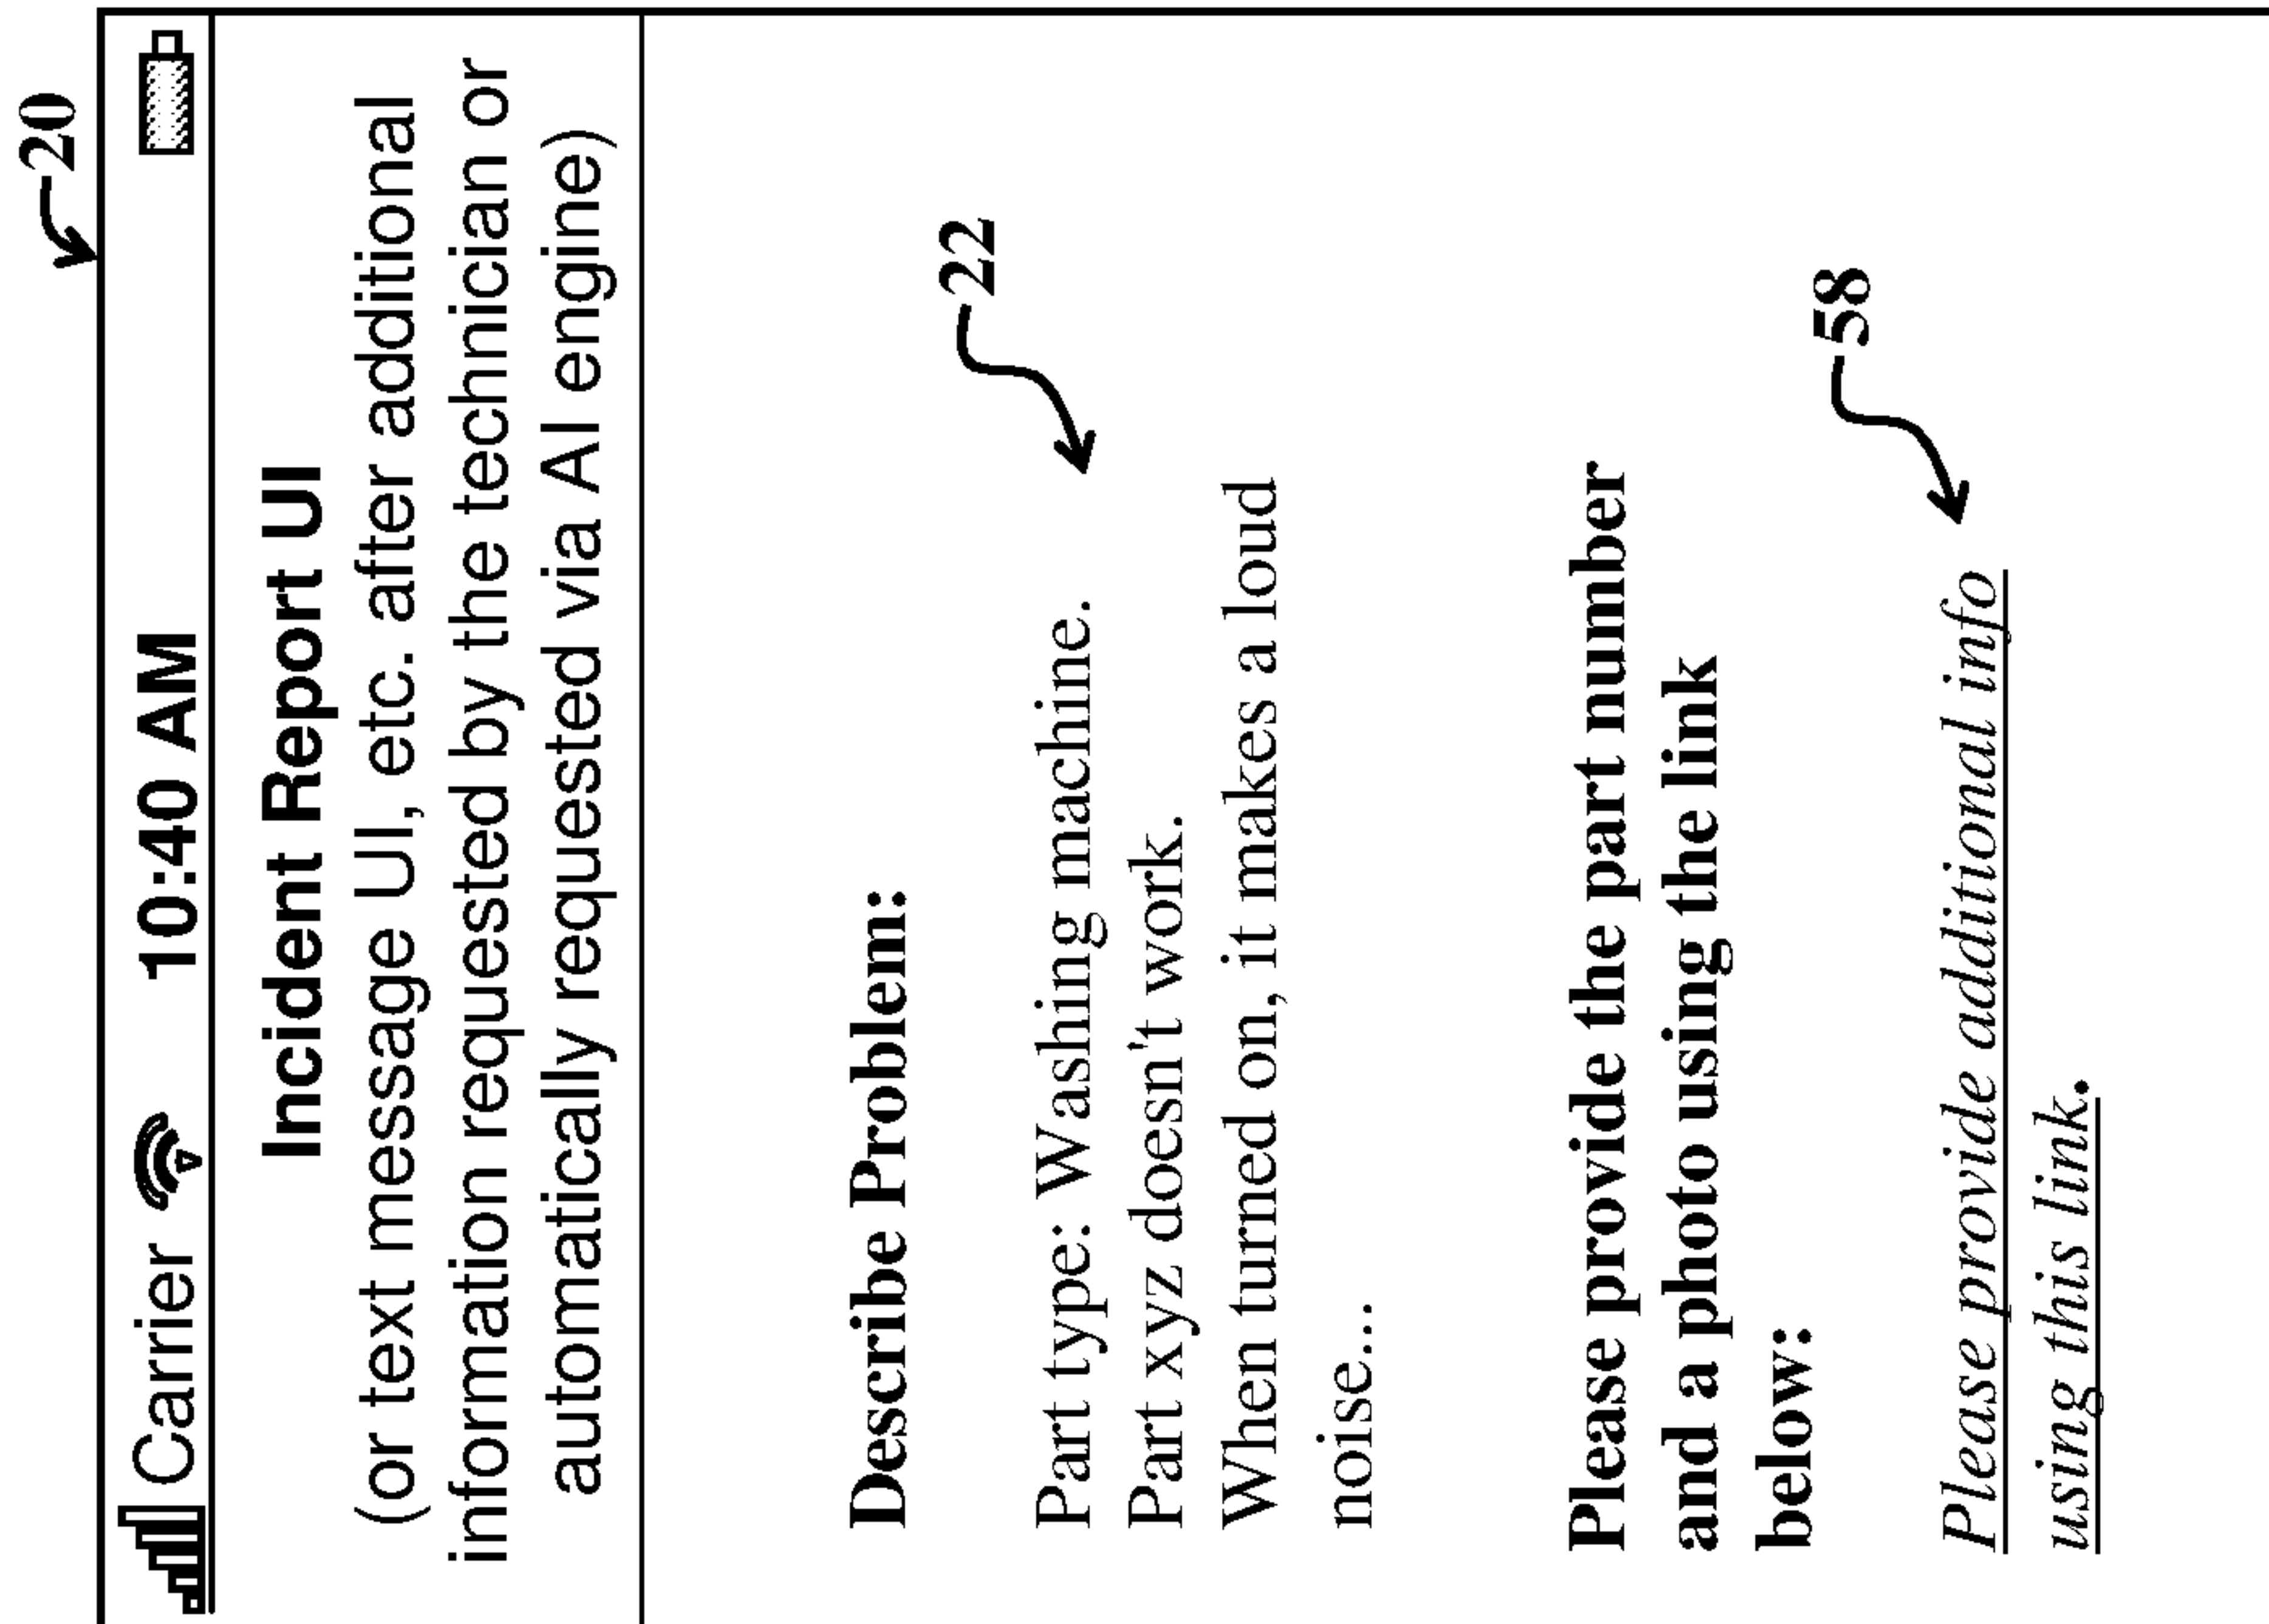 20
Carrier 10:40 AM
Incident Report UI
(or text message UI, etc. after additional
information requested by the technician or
automatically requested via AI engine)
Describe Problem:
22
Part type: Washing machine.
Part xyz doesn't work.
When turned on, it makes a loud
noise...
Please provide the part number
and a photo using the link
below:
58
Please provide additional info
using this link.